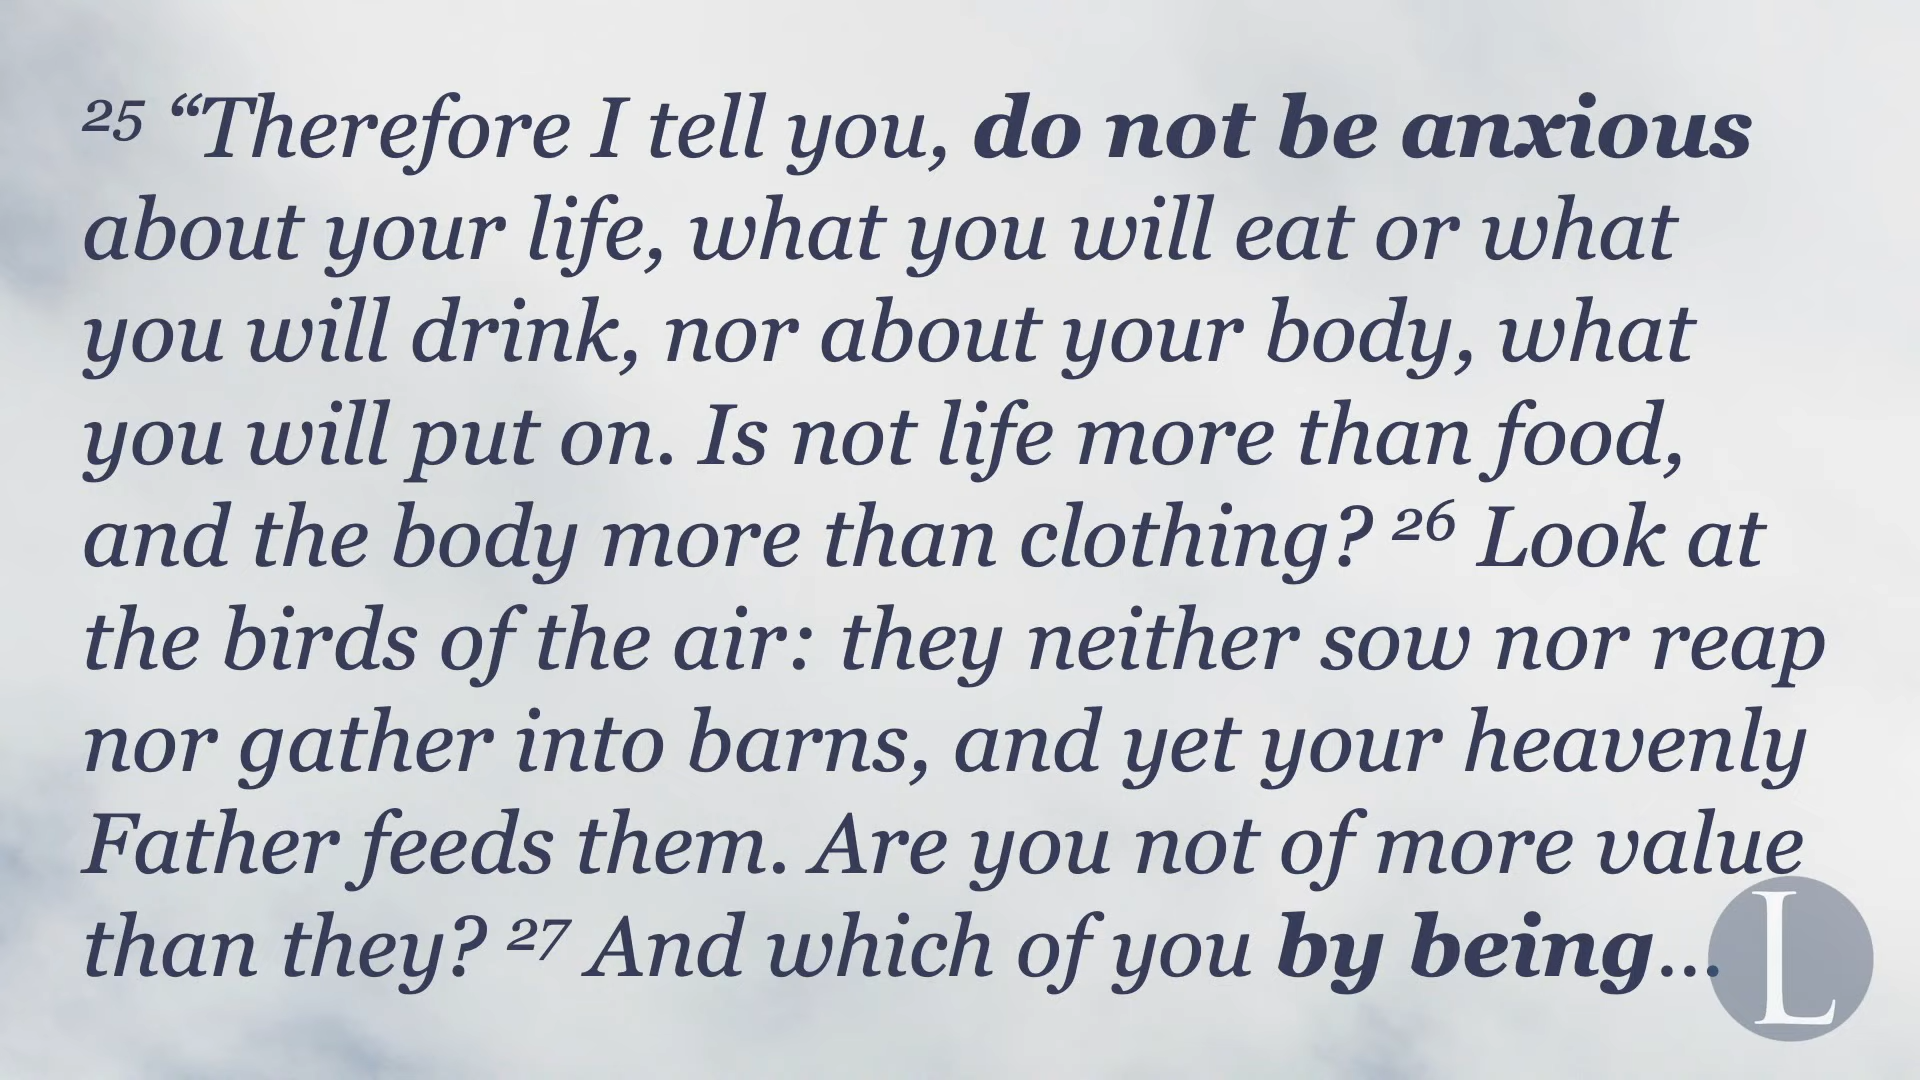 25 “Therefore I tell you, do not be anxious
about your life, what you will eat or what
you will drink, nor about your body, what
you will put on. Is not life more than food,
and the body more than clothing? 26 Look at
the birds of the air: they neither sow nor reap
nor gather into barns, and yet your heavenly
Father feeds them. Are you not of more value
than they? 27 And which of you by being...
L